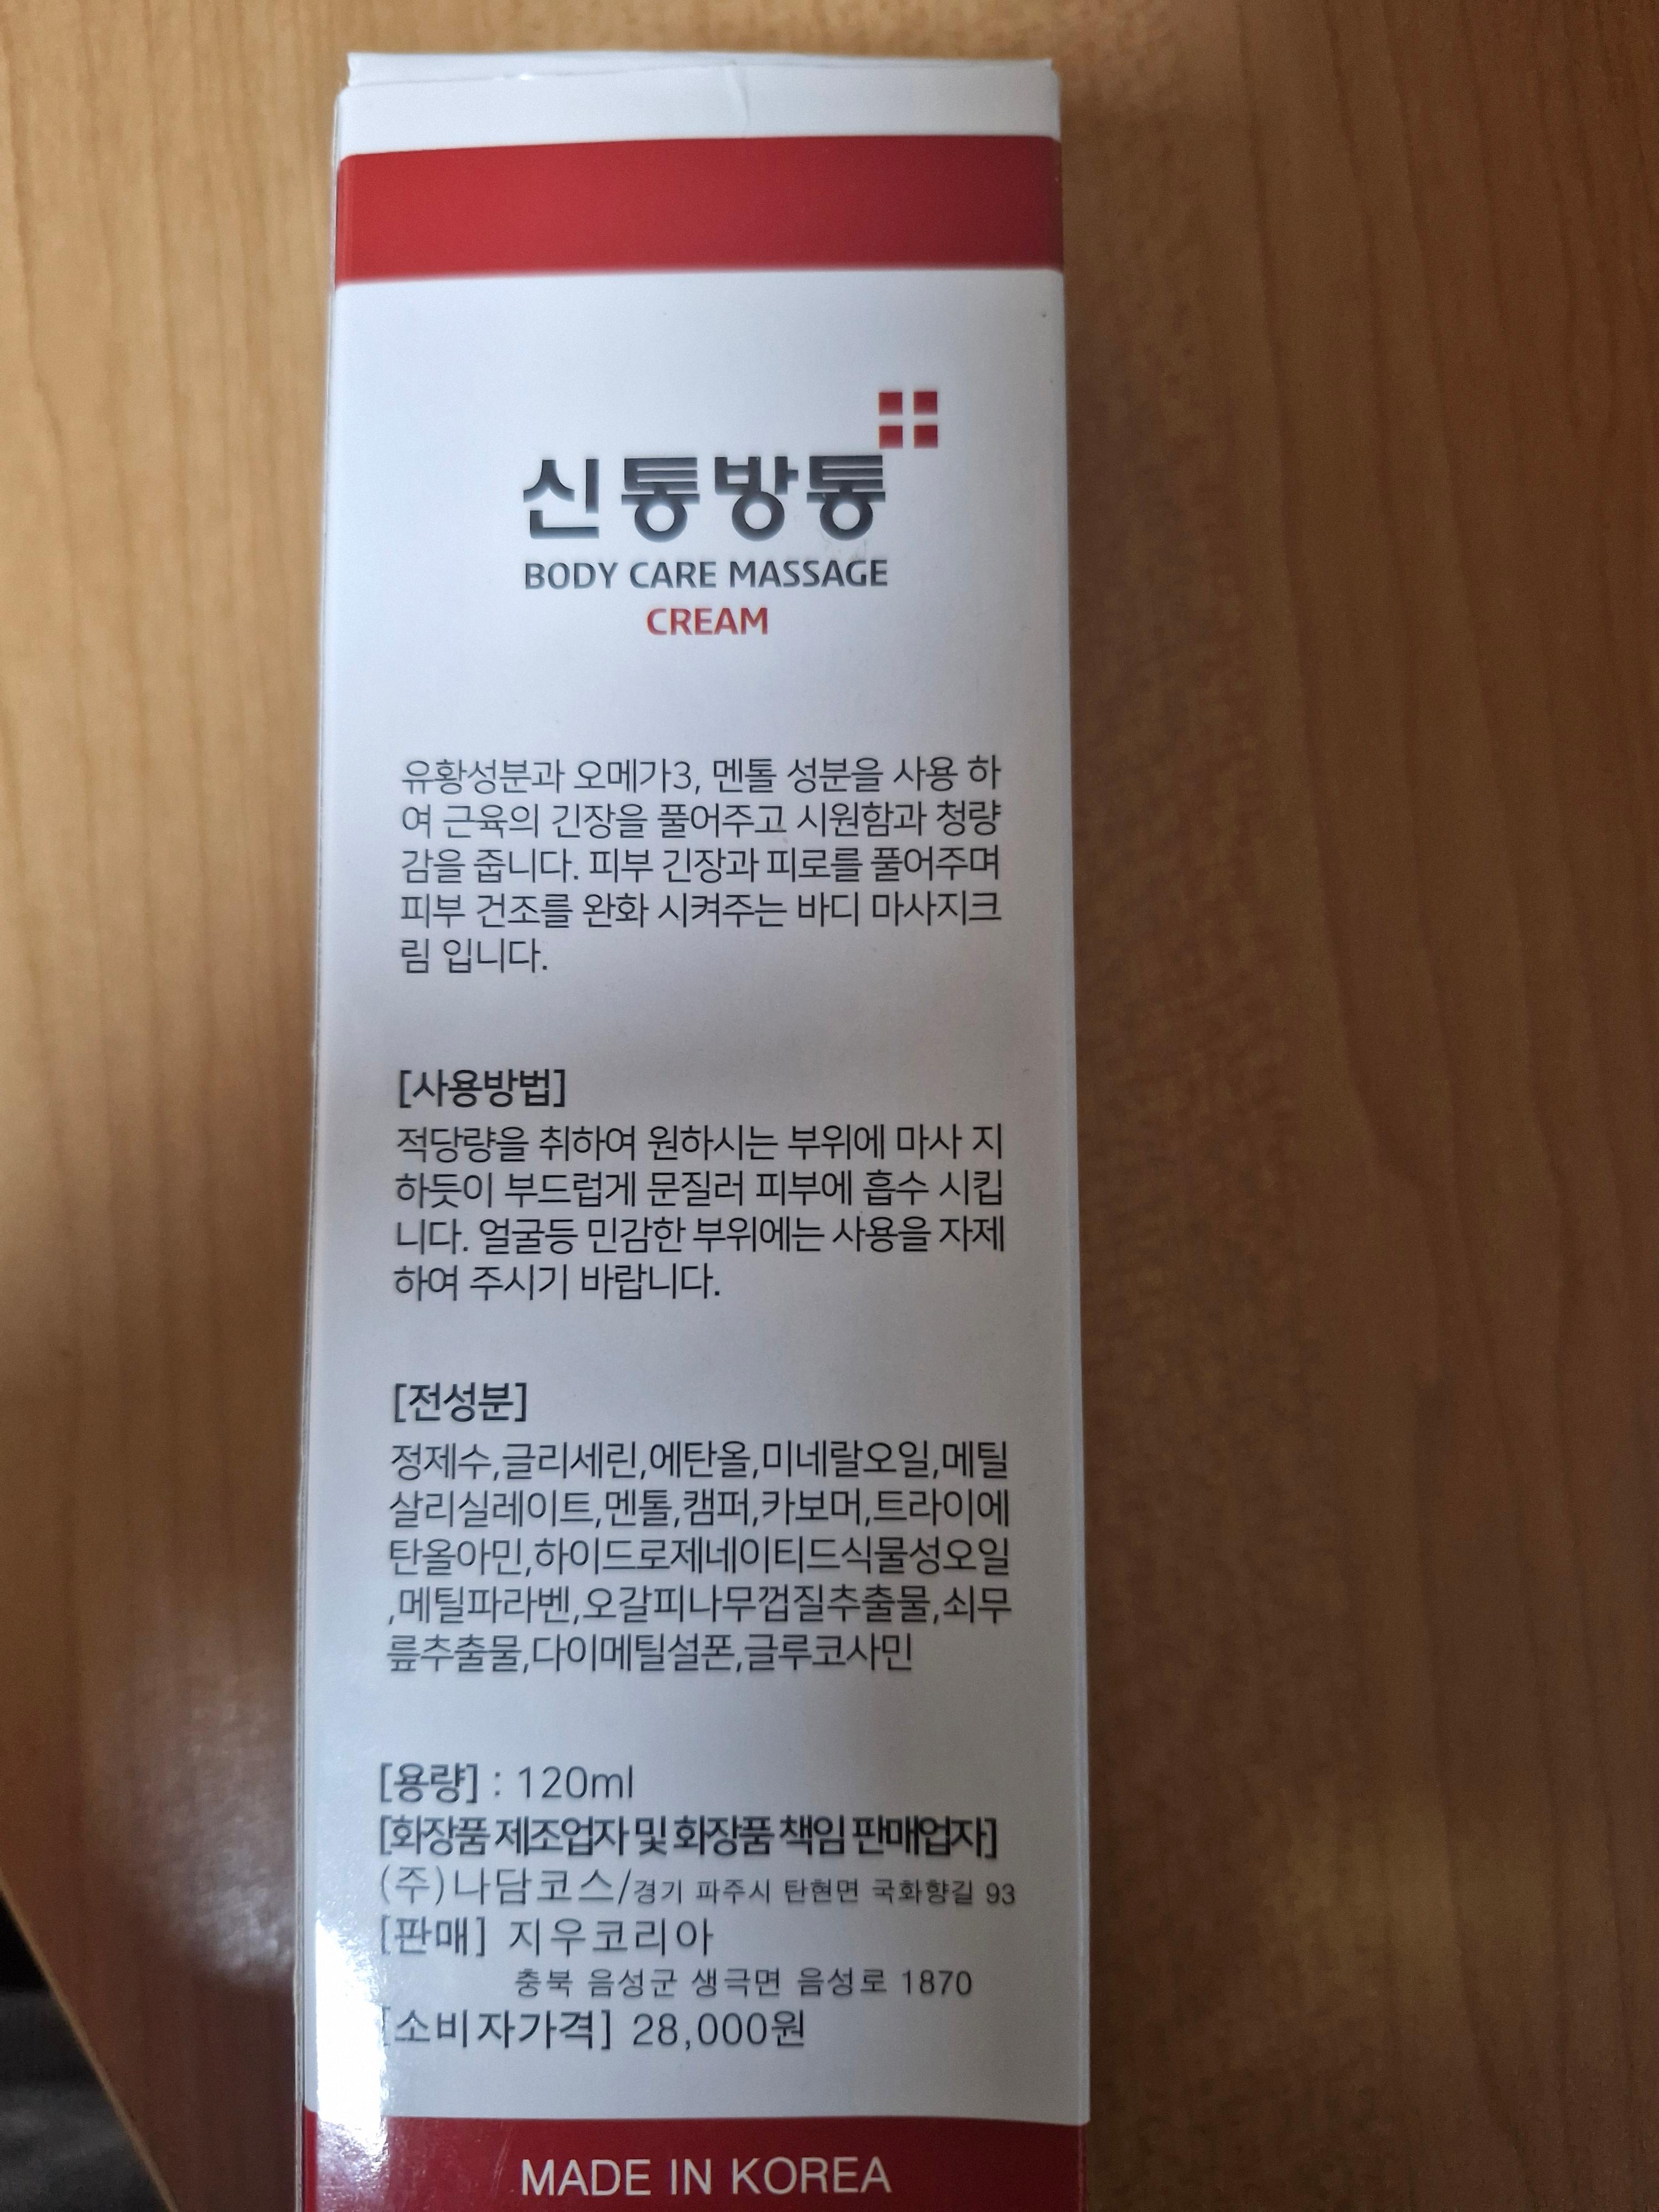 신통방통
BODY CARE MASSAGE
CREAM
유황성분과 오메가3, 멘톨 성분을 사용 하
여 근육의 긴장을 풀어주고 시원함과 청량
감을 줍니다. 피부 긴장과 피로를 풀어주며
피부 건조를 완화 시켜주는 바디 마사지크
림 입니다.
[사용방법]
적당량을 취하여 원하시는 부위에 마사 지
하듯이 부드럽게 문질러 피부에 흡수 시킵
니다. 얼굴등 민감한 부위에는 사용을 자제
하여 주시기 바랍니다.
[전성분]
정제수,글리세린,에탄올,미네랄오일,메틸
살리실레이트,멘톨,캠퍼,카보머,트라이에
탄올아민,하이드로제네이티드식물성오일
,메틸파라벤,오갈피나무껍질추출물,쇠무
릎추출물,다이메틸설폰,글루코사민
[용량] : 120ml
[화장품 제조업자 및 화장품 책임 판매업자]
(주)나담코스/경기 파주시 탄현면 국화향길 93
[판매] 지우코리아
충북 음성군 생극면 음성로 1870
[소비자가격] 28,000원
MADE IN KOREA